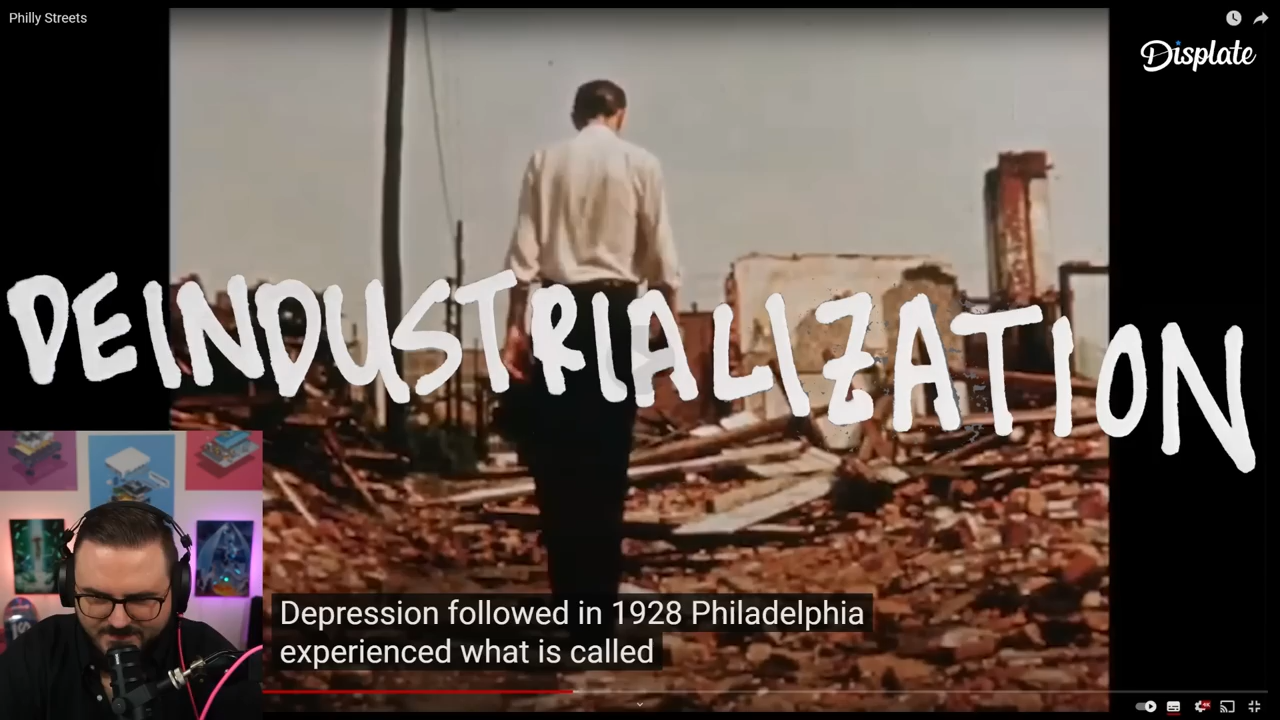 Philly Streets
Displate
DEINDUSTRIALIZATION
Depression followed in 1928 Philadelphia
experienced what is called